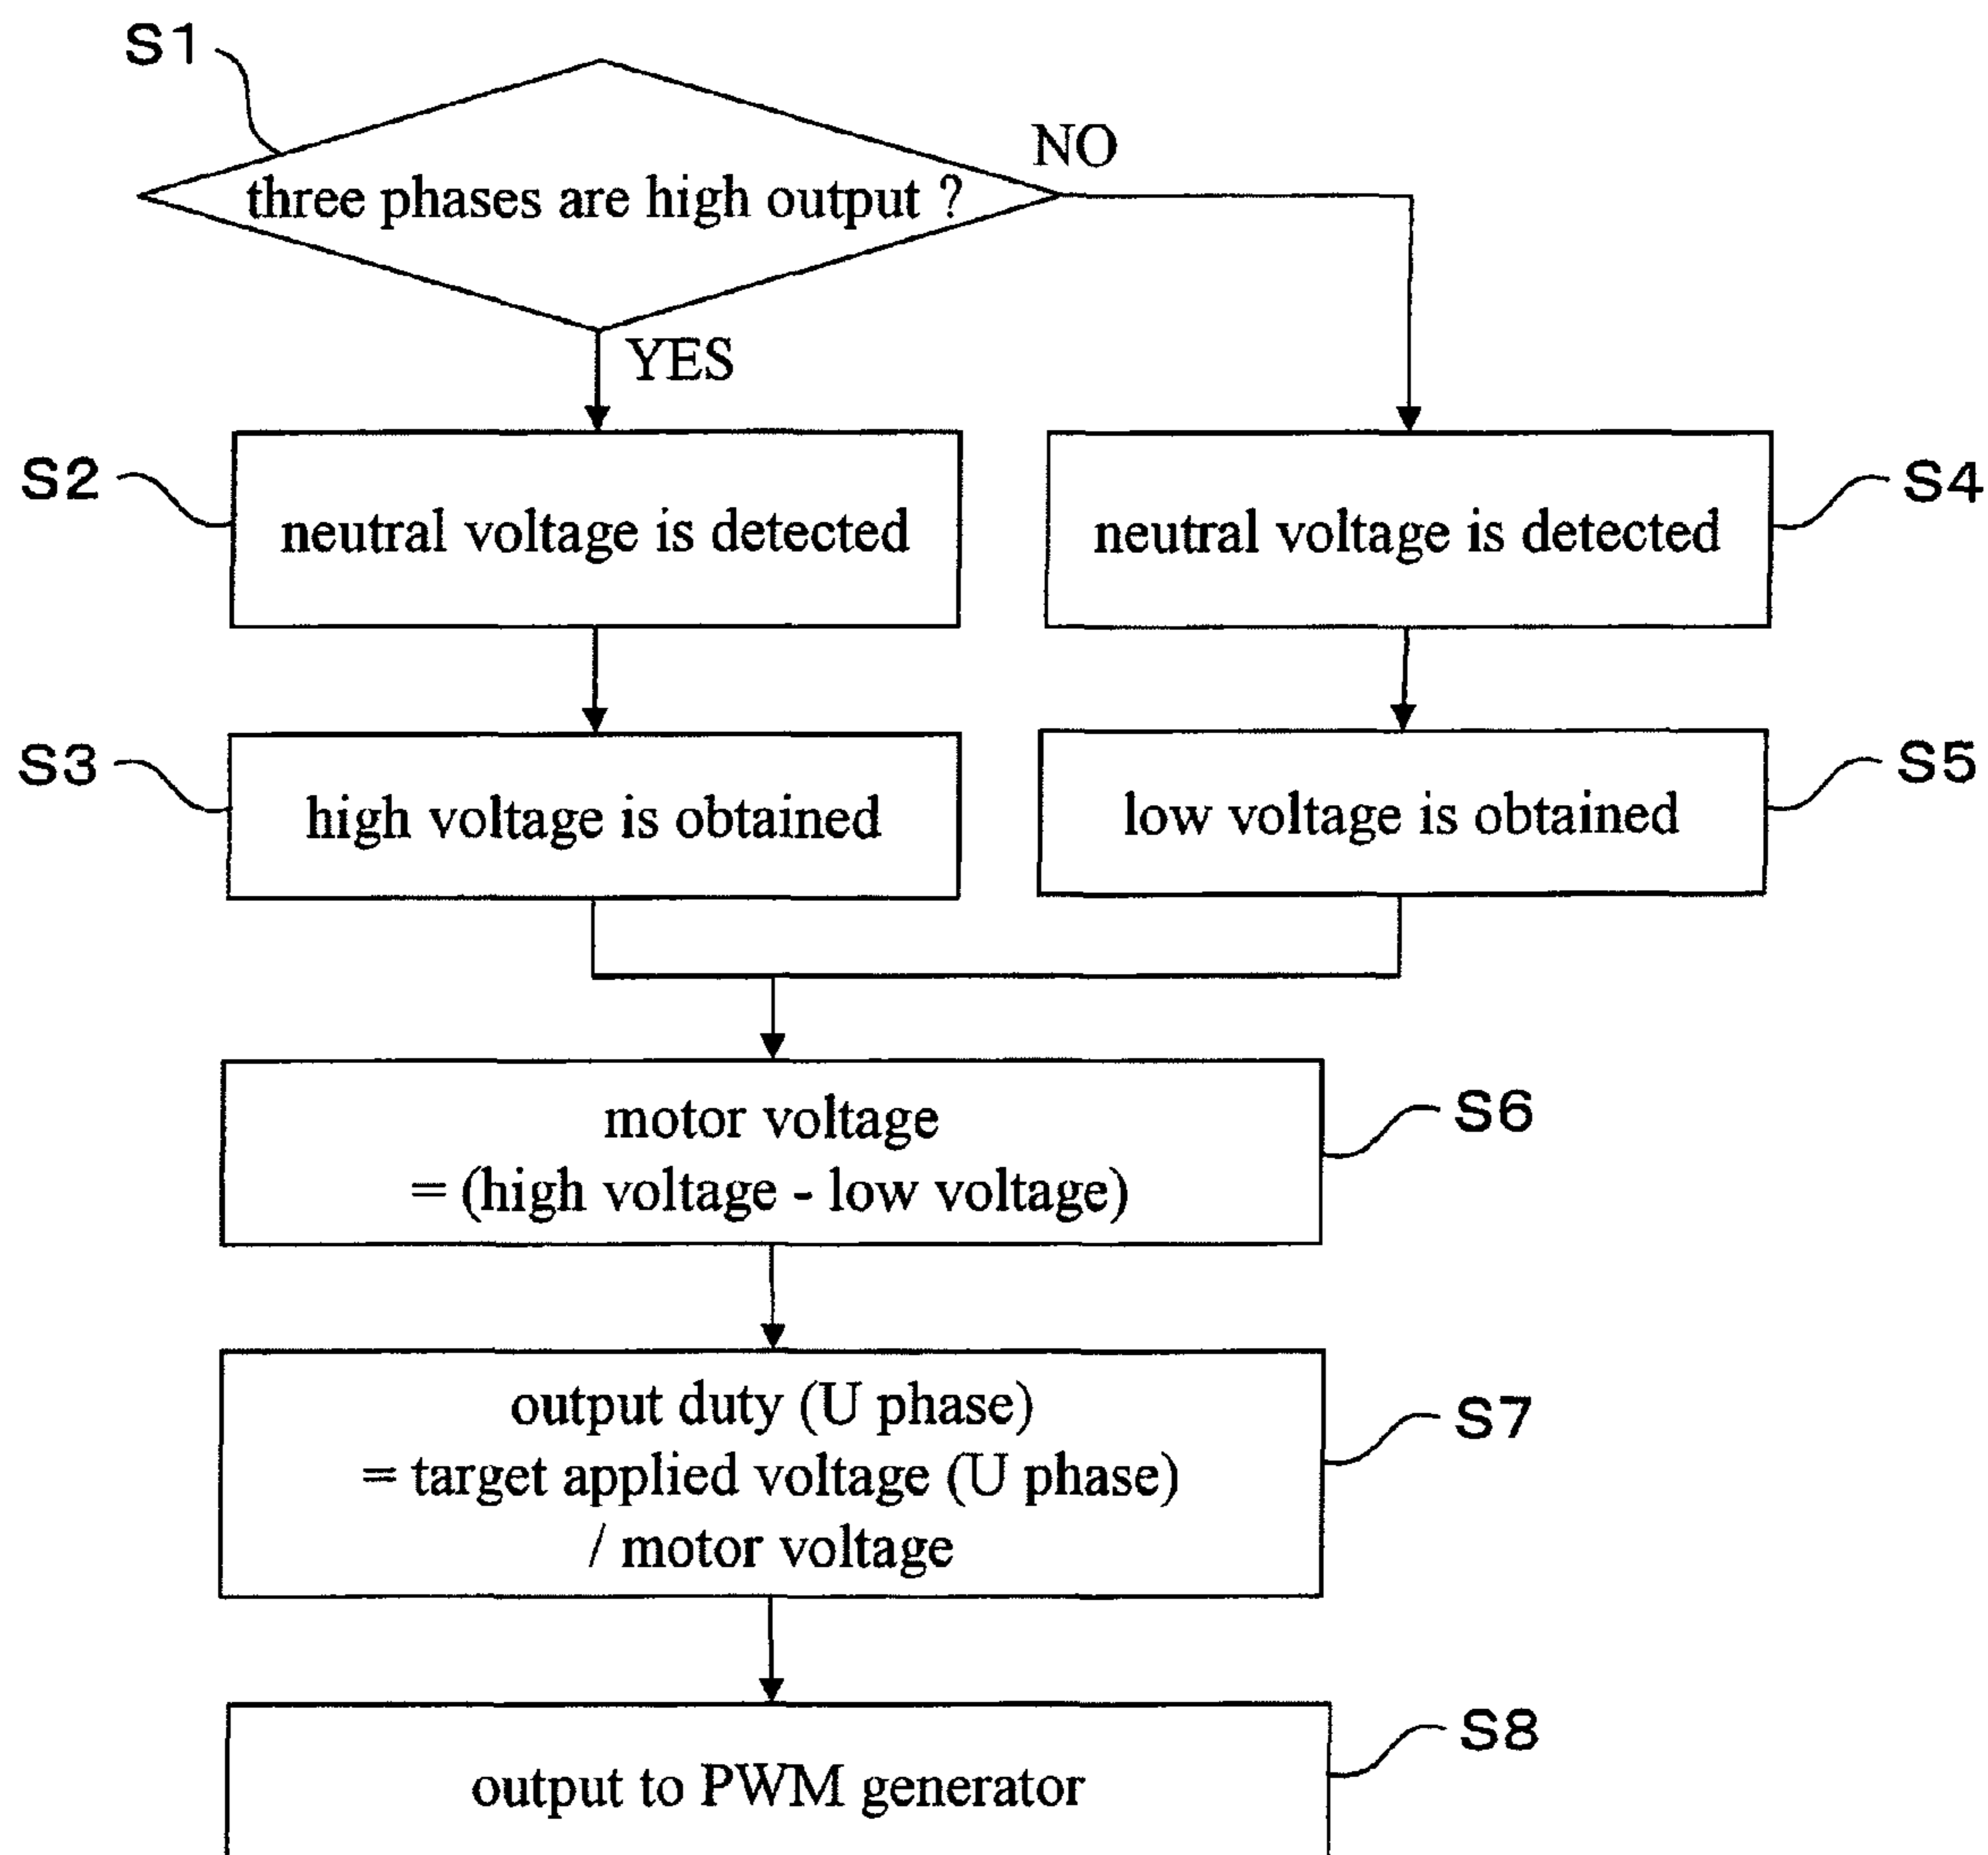 S1
three phases are high output ?
NO
YES
S2
neutral voltage is detected
neutral voltage is detected
S4
S3
high voltage is obtained
low voltage is obtained
S5
motor voltage
= (high voltage - low voltage)
S6
output duty (U phase)
= target applied voltage (U phase)
/ motor voltage
S7
output to PWM generator
S8